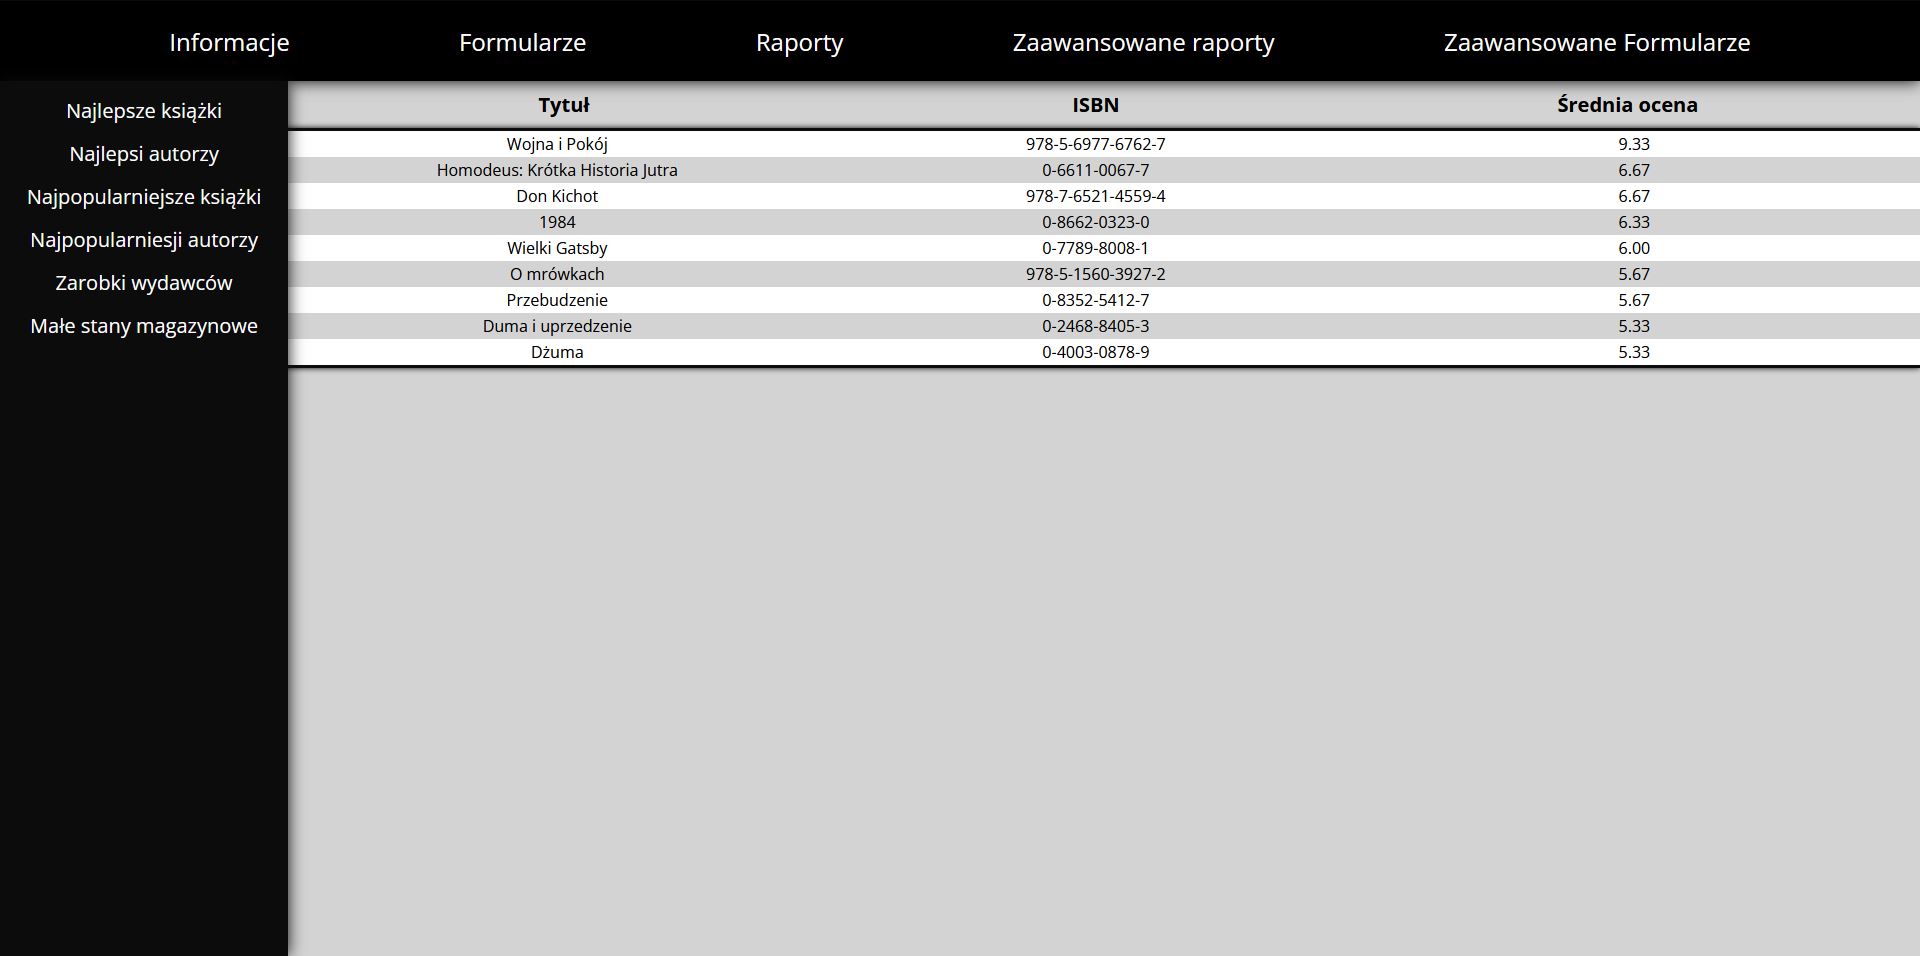 Informacje Formularze Raporty Zaawansowane raporty Zaawansowane Formularze
Najlepsze książki
Najlepsi autorzy
Najpopularniejsze książki
Najpopularniesji autorzy
Zarobki wydawców
Małe stany magazynowe
Tytuł ISBN Średnia ocena
Wojna i Pokój 978-5-6977-6762-7 9.33
Homodeus: Krótka Historia Jutra 0-6611-0067-7 6.67
Don Kichot 978-7-6521-4559-4 6.67
1984 0-8662-0323-0 6.33
Wielki Gatsby 0-7789-8008-1 6.00
O mrówkach 978-5-1560-3927-2 5.67
Przebudzenie 0-8352-5412-7 5.67
Duma i uprzedzenie 0-2468-8405-3 5.33
Dżuma 0-4003-0878-9 5.33